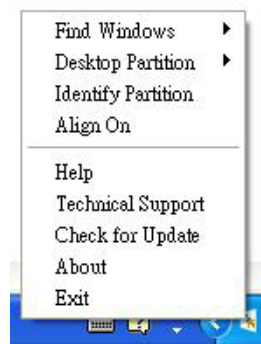 Find Windows
Desktop Partition
Identify Partition
Align On
Help
Technical Support
Check for Update
About
Exit